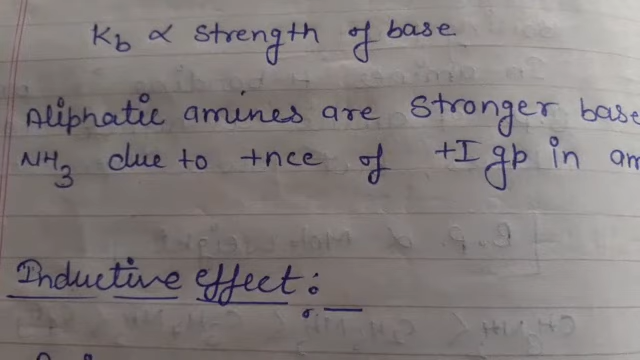 Kb ∝ strength of base
Aliphatic amines are stronger base
NH3 due to +nce of +I gp in am
Inductive effect :